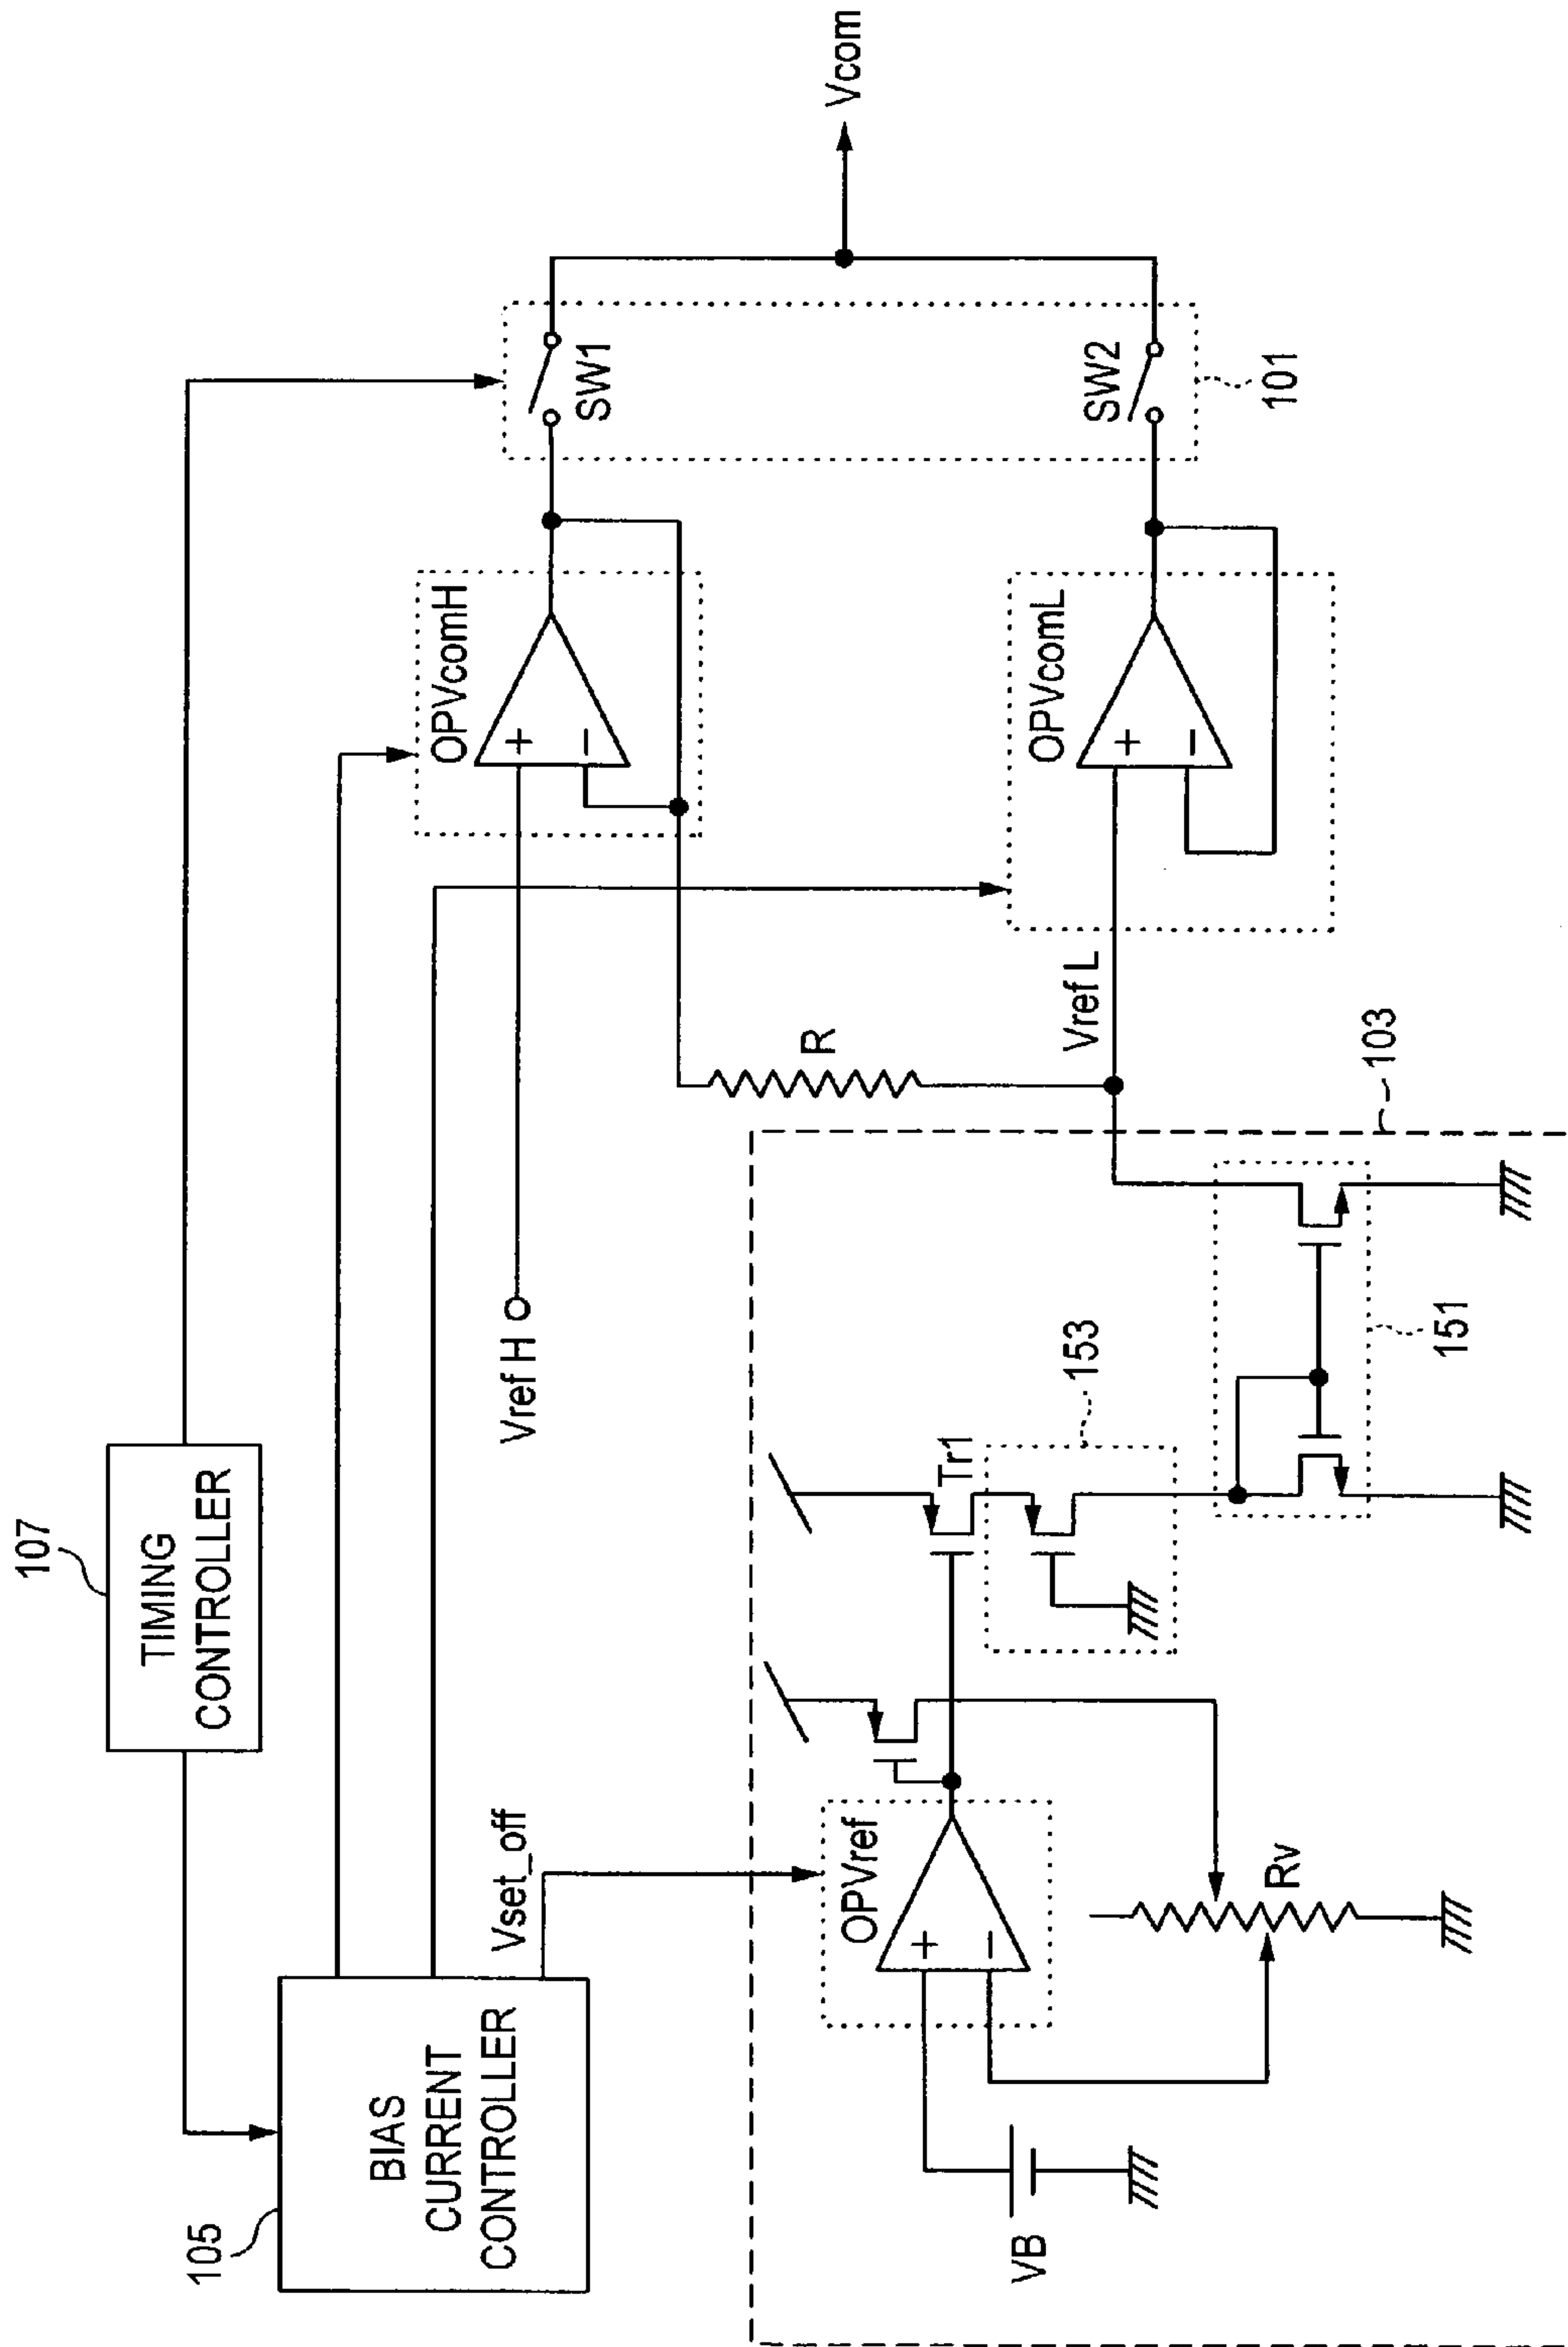 107
TIMING
CONTROLLER
105
BIAS
CURRENT
CONTROLLER
Vset_off
Vref H
OPVcomH
+
−
SW1
Vcom
OPVcomL
+
−
SW2
101
R
Vref L
103
OPVref
+
−
VB
Rv
Tr1
153
151